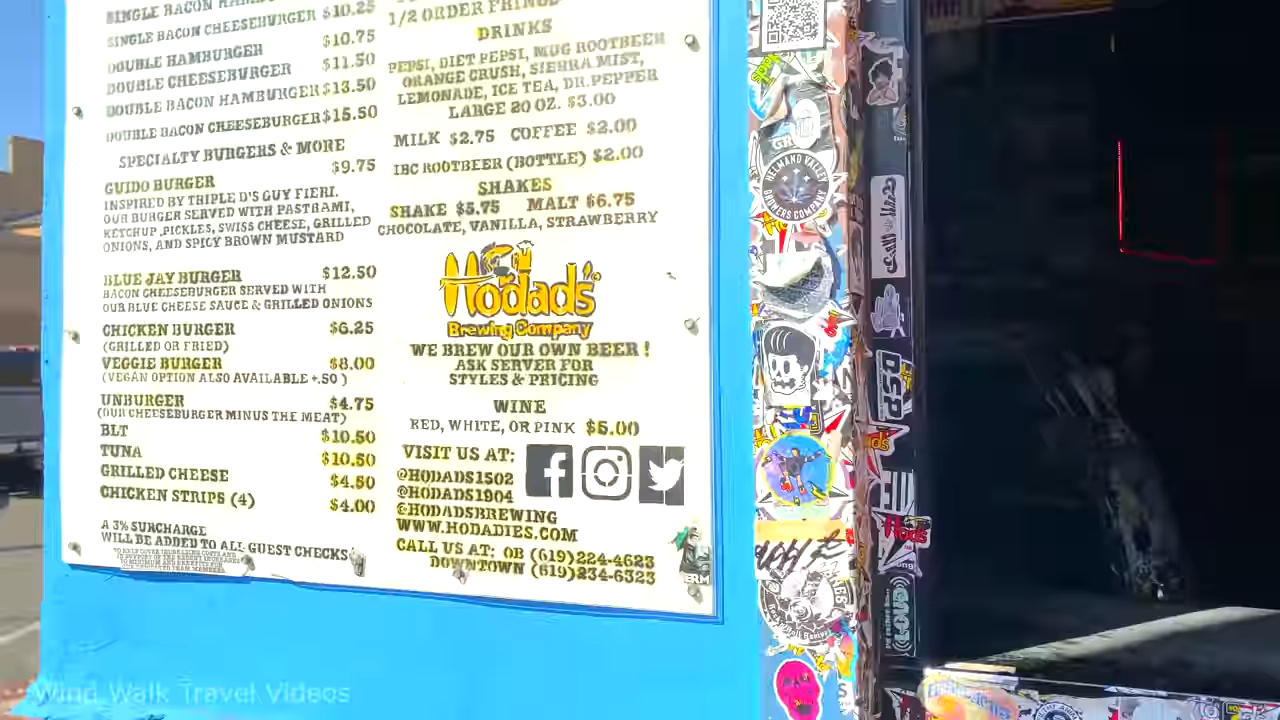 SINGLE BACON
SINGLE BACON CHEESEBURGER $10.25
DOUBLE HAMBURGER $10.75
DOUBLE CHEESEBURGER $11.50
DOUBLE BACON HAMBURGER $13.50
DOUBLE BACON CHEESEBURGER $15.50
SPECIALTY BURGERS & MORE
GUIDO BURGER $9.75
INSPIRED BY TRIPLE D'S GUY FIERI.
OUR BURGER SERVED WITH PASTRAMI,
KETCHUP ,PICKLES, SWISS CHEESE, GRILLED
ONIONS, AND SPICY BROWN MUSTARD
BLUE JAY BURGER $12.50
BACON CHEESEBURGER SERVED WITH
OUR BLUE CHEESE SAUCE & GRILLED ONIONS
CHICKEN BURGER $6.25
(GRILLED OR FRIED)
VEGGIE BURGER $8.00
(VEGAN OPTION ALSO AVAILABLE +.50 )
UNBURGER $4.75
(OUR CHEESEBURGER MINUS THE MEAT)
BLT $10.50
TUNA $10.50
GRILLED CHEESE $4.50
CHICKEN STRIPS (4) $4.00
A 3% SURCHARGE
WILL BE ADDED TO ALL GUEST CHECKS
1/2 ORDER
DRINKS
PEPSI, DIET PEPSI, MUG ROOTBEER
ORANGE CRUSH, SIERRA MIST,
LEMONADE, ICE TEA, DR.PEPPER
LARGE 20 OZ. $3.00
MILK $2.75 COFFEE $2.00
IBC ROOTBEER (BOTTLE) $2.00
SHAKES
SHAKE $5.75 MALT $6.75
CHOCOLATE, VANILLA, STRAWBERRY
Hodad's
Brewing Company
WE BREW OUR OWN BEER !
ASK SERVER FOR
STYLES & PRICING
WINE
RED, WHITE, OR PINK $5.00
VISIT US AT:
@HODADS1502
@HODADS1904
@HODADSBREWING
WWW.HODADIES.COM
CALL US AT: OB (619)224-4623
DOWNTOWN (619)234-6323
HELMAND VALLEY
GROWERS COMPANY
DSP
Hodads
Wind Walk Travel Videos